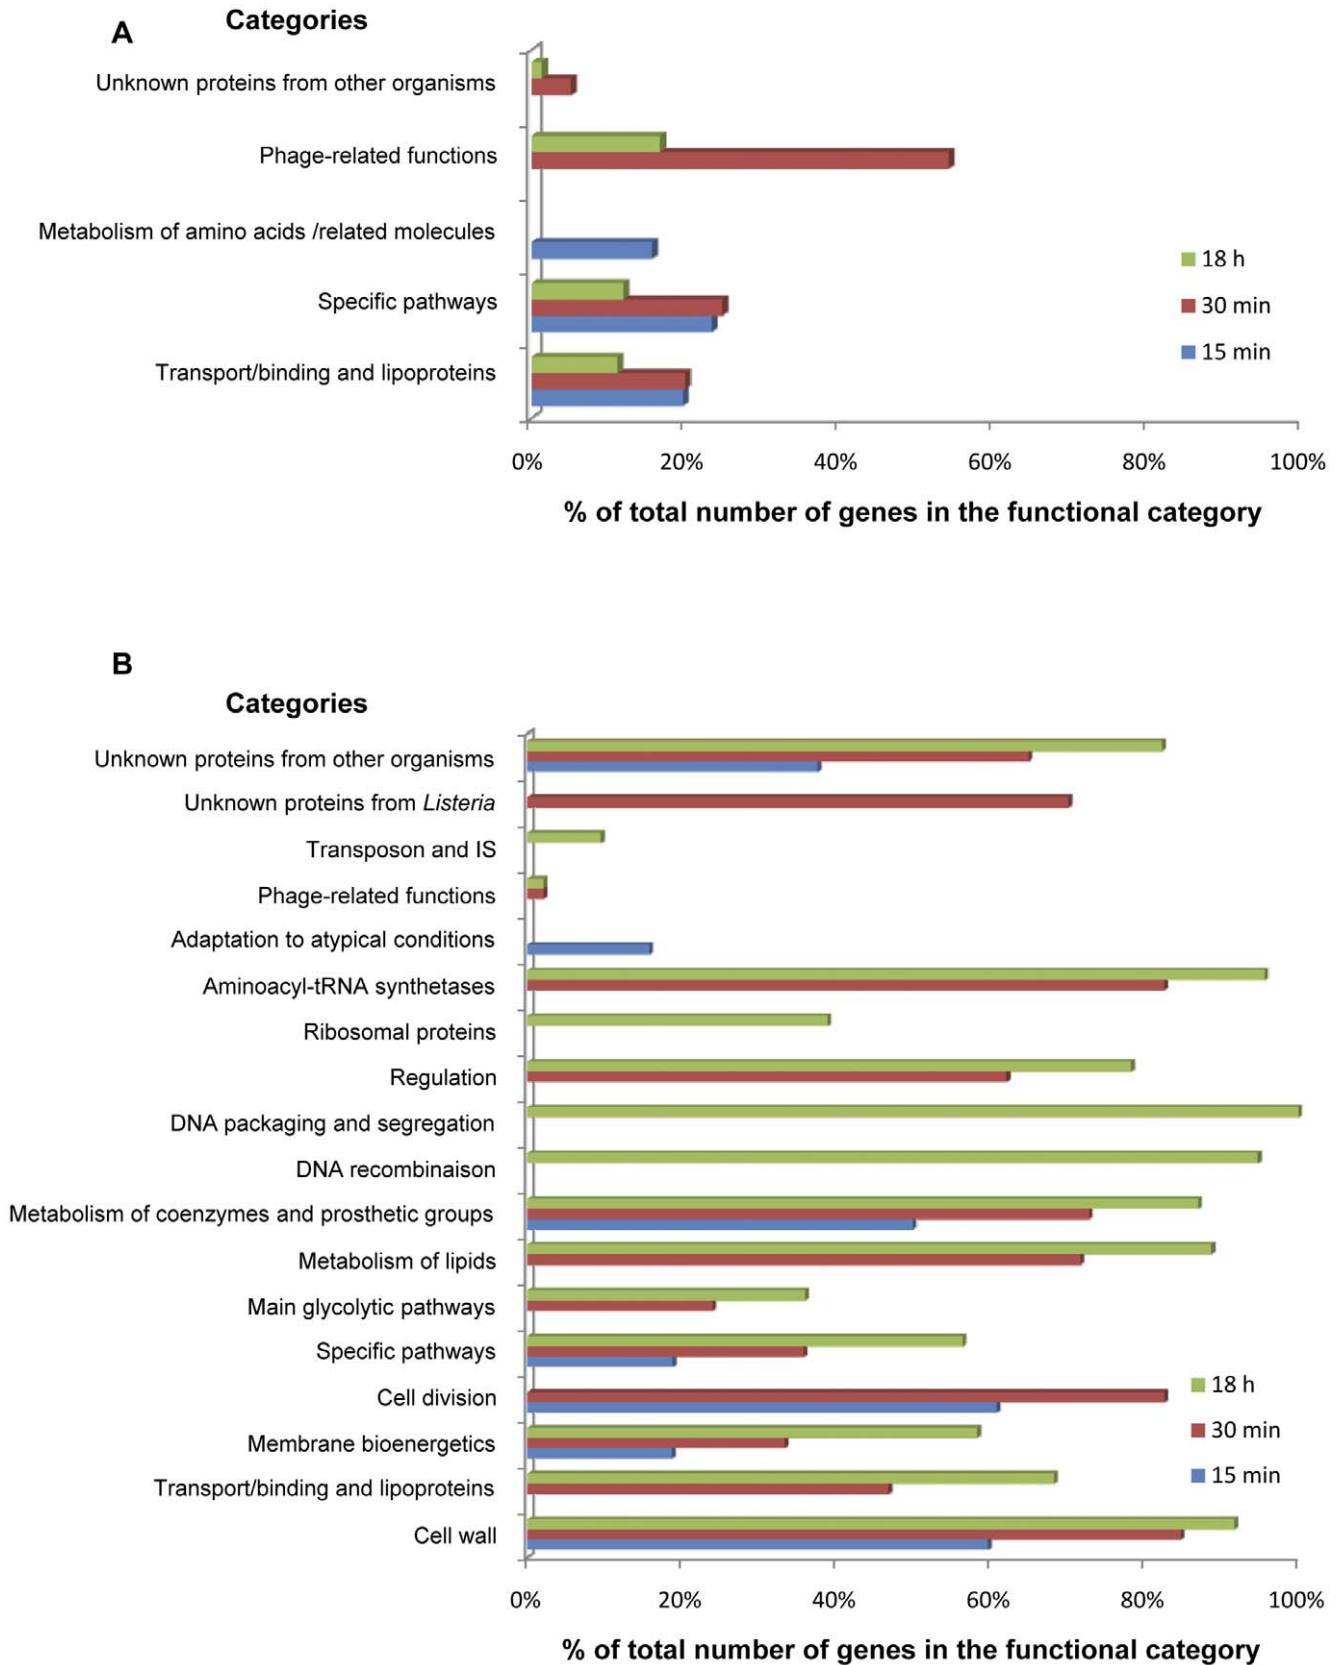 A
Categories
Unknown proteins from other organisms
Phage-related functions
Metabolism of amino acids /related molecules
Specific pathways
Transport/binding and lipoproteins
18 h
30 min
15 min
0% 20% 40% 60% 80% 100%
% of total number of genes in the functional category
B
Categories
Unknown proteins from other organisms
Unknown proteins from Listeria
Transposon and IS
Phage-related functions
Adaptation to atypical conditions
Aminoacyl-tRNA synthetases
Ribosomal proteins
Regulation
DNA packaging and segregation
DNA recombinaison
Metabolism of coenzymes and prosthetic groups
Metabolism of lipids
Main glycolytic pathways
Specific pathways
Cell division
Membrane bioenergetics
Transport/binding and lipoproteins
Cell wall
18 h
30 min
15 min
0% 20% 40% 60% 80% 100%
% of total number of genes in the functional category